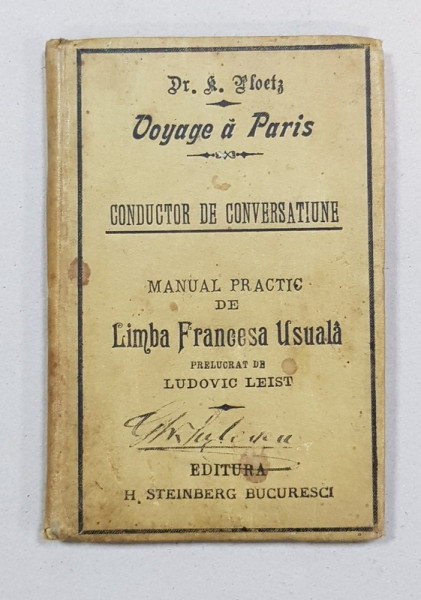 Dr. K. Ploetz
Voyage à Paris
CONDUCTOR DE CONVERSATIUNE
MANUAL PRACTIC
DE
Limba Francesa Usuală
PRELUCRAT DE
LUDOVIC LEIST
EDITURA
H. STEINBERG BUCURESCI